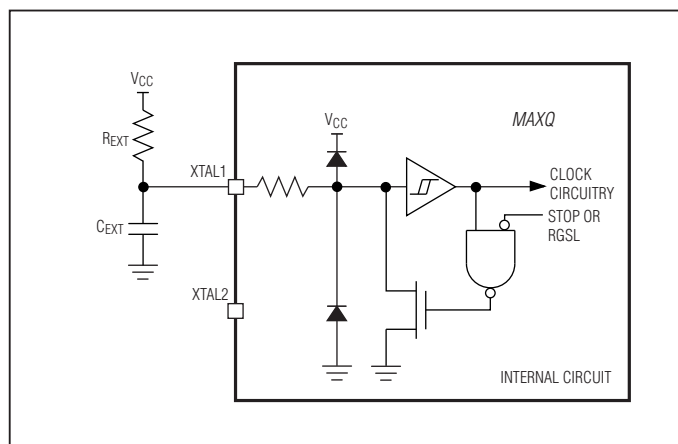 VCC
REXT
CEXT
XTAL1
XTAL2
VCC
MAXQ
CLOCK
CIRCUITRY
STOP OR
RGSL
INTERNAL CIRCUIT